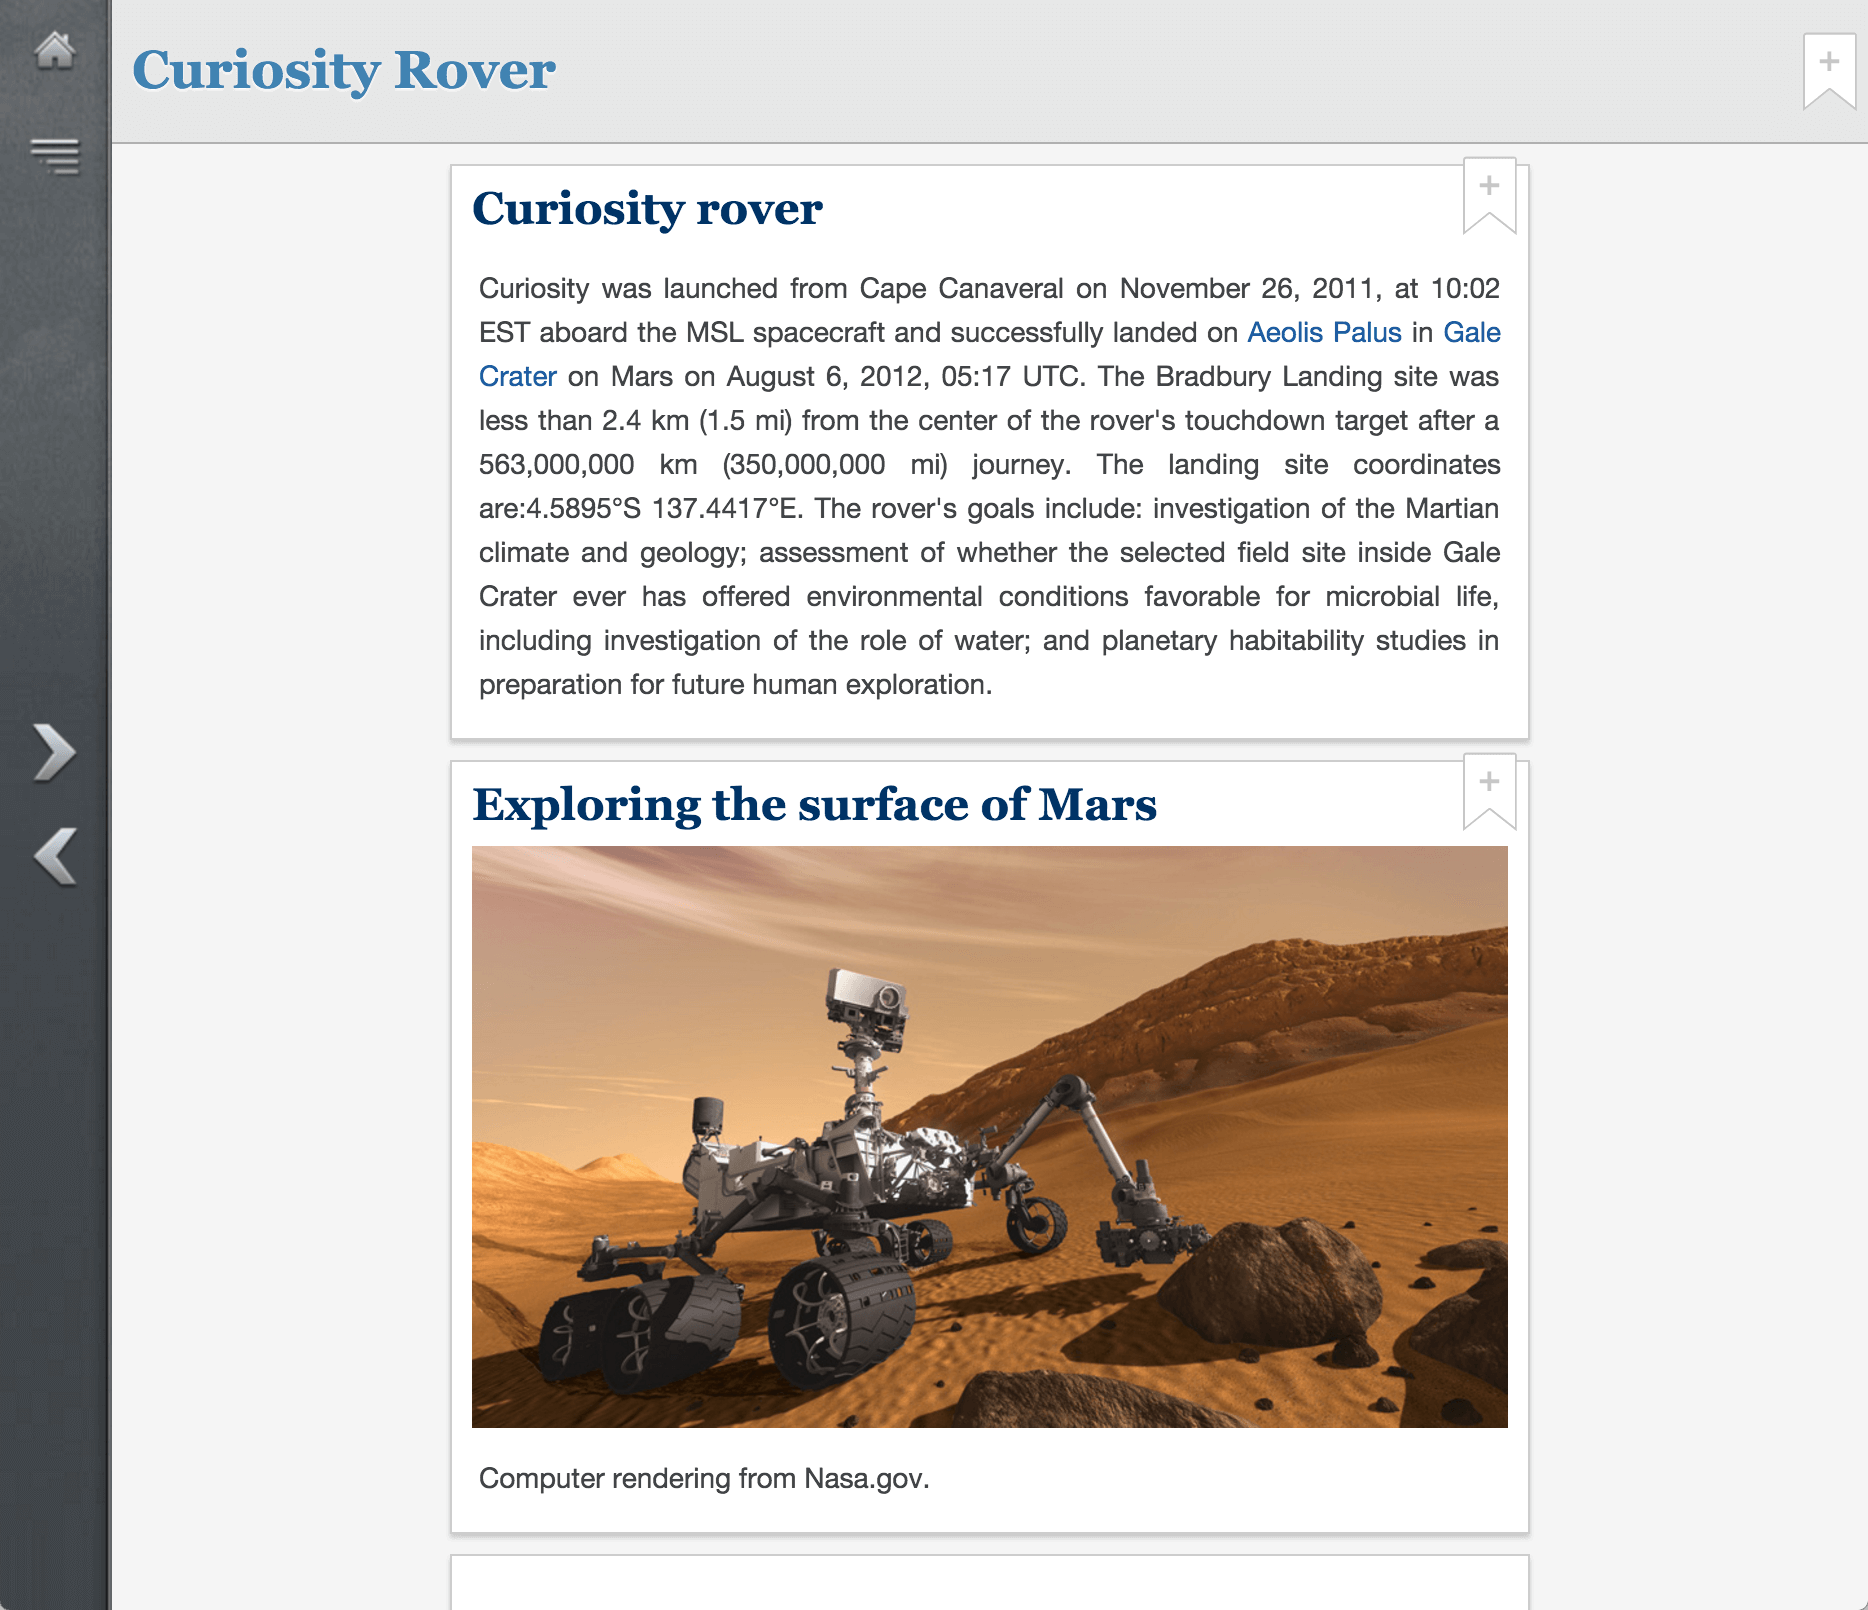 Curiosity Rover
Curiosity rover
Curiosity was launched from Cape Canaveral on November 26, 2011, at 10:02
EST aboard the MSL spacecraft and successfully landed on Aeolis Palus in Gale
Crater on Mars on August 6, 2012, 05:17 UTC. The Bradbury Landing site was
less than 2.4 km (1.5 mi) from the center of the rover's touchdown target after a
563,000,000 km (350,000,000 mi) journey. The landing site coordinates
are:4.5895°S 137.4417°E. The rover's goals include: investigation of the Martian
climate and geology; assessment of whether the selected field site inside Gale
Crater ever has offered environmental conditions favorable for microbial life,
including investigation of the role of water; and planetary habitability studies in
preparation for future human exploration.
Exploring the surface of Mars
Computer rendering from Nasa.gov.